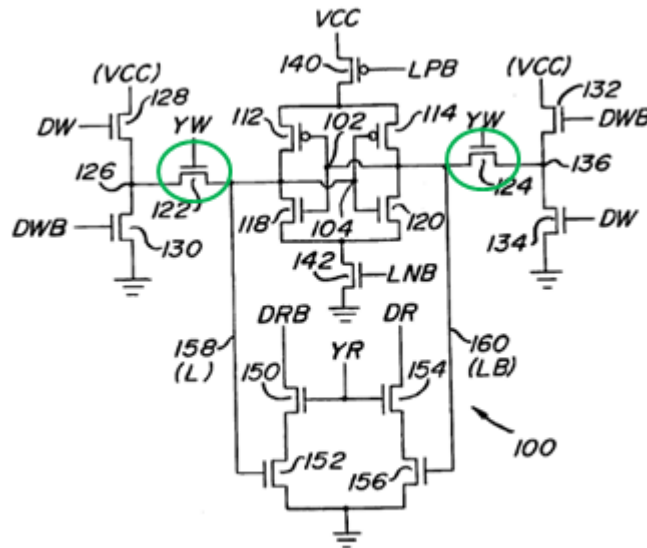 VCC
140
LPB
(VCC)
128
DW
YW
112
102
114
YW
(VCC)
132
DWB
126
122
124
136
118
104
120
DWB
130
134
DW
142
LNB
DRB
DR
158
(L)
150
YR
154
160
(LB)
152
156
100